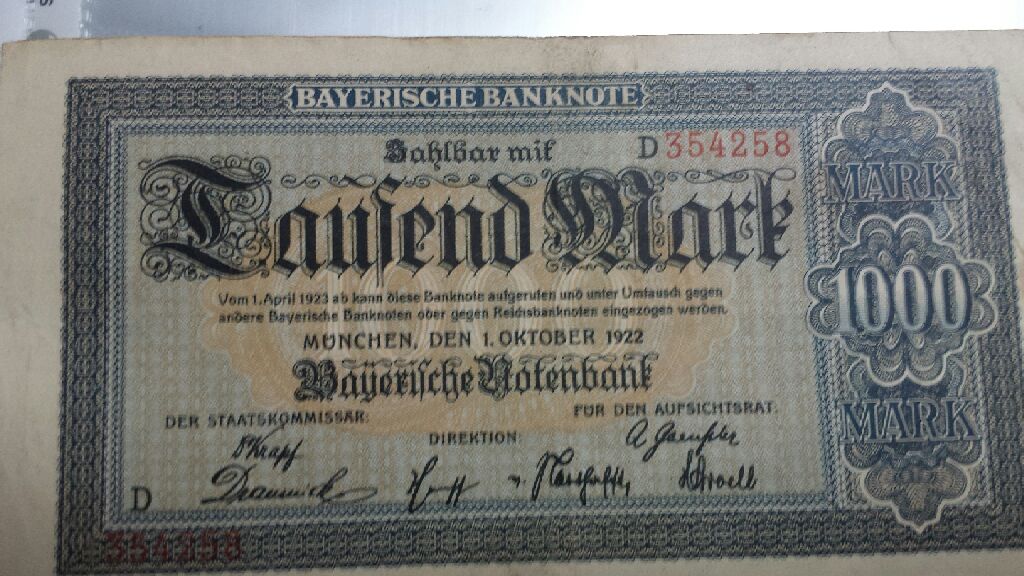 BAYERISCHE BANKNOTE
Zahlbar mit
D 354258
Tausend Mark
Vom 1. April 1923 ab kann diese Banknote aufgerufen und unter Umtausch gegen
andere Bayerische Banknoten oder gegen Reichsbanknoten eingezogen werden.
MÜNCHEN, DEN 1. OKTOBER 1922
Bayerische Notenbank
DER STAATSKOMMISSÄR:
FÜR DEN AUFSICHTSRAT:
DIREKTION:
D
354258
MARK
1000
MARK